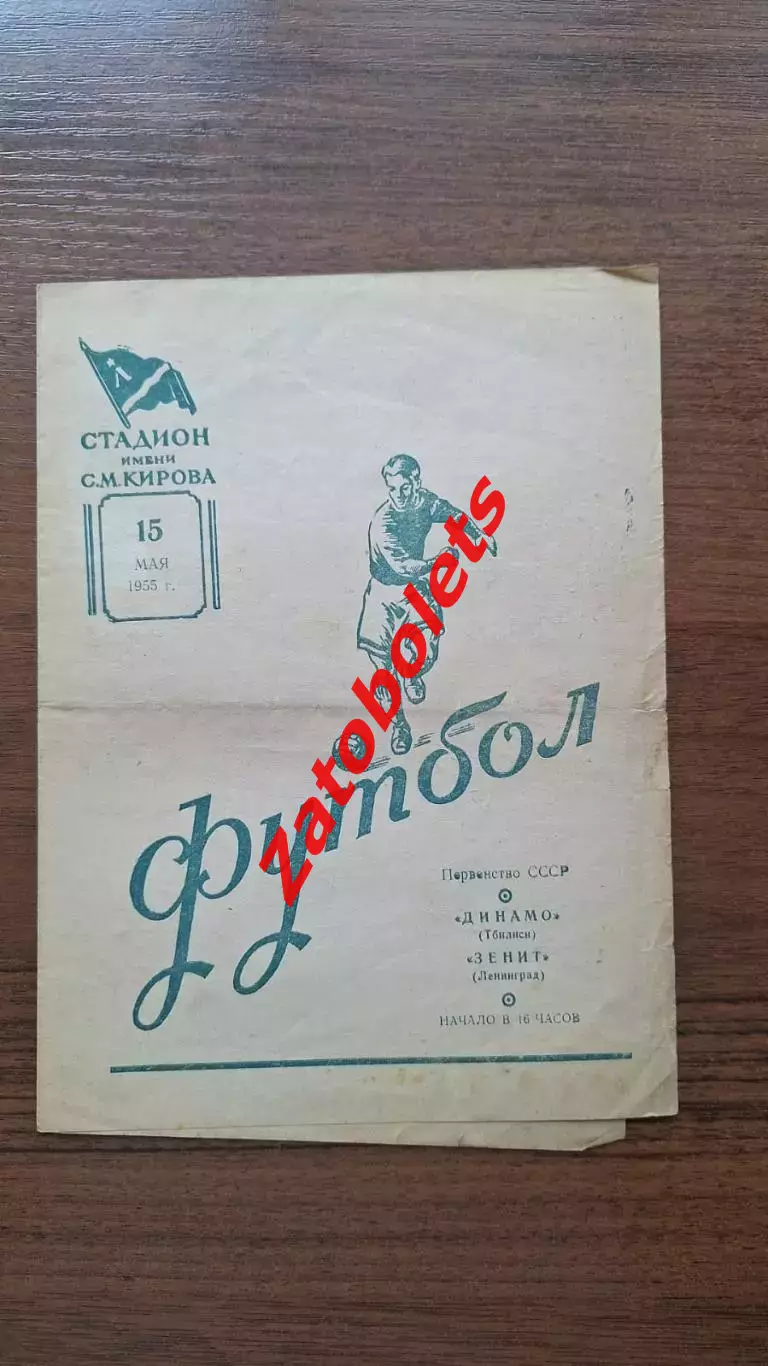 Л
СТАДИОН
ИМЕНИ
С.М.КИРОВА
15
МАЯ
1955 г.
Zatobolets
футбол
Первенство СССР
«ДИНАМО»
(Тбилиси)
«ЗЕНИТ»
(Ленинград)
НАЧАЛО В 16 ЧАСОВ